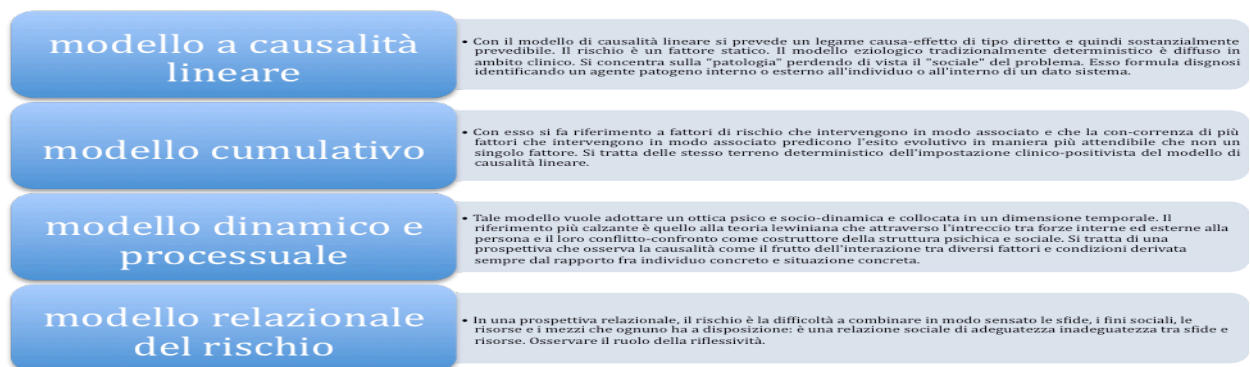 modello a causalità
lineare
• Con il modello di causalità lineare si prevede un legame causa-effetto di tipo diretto e quindi sostanzialmente
prevedibile. Il rischio è un fattore statico. Il modello eziologico tradizionalmente deterministico è diffuso in
ambito clinico. Si concentra sulla "patologia" perdendo di vista il "sociale" del problema. Esso formula disgnosi
identificando un agente patogeno interno o esterno all'individuo o all'interno di un dato sistema.
modello cumulativo
• Con esso si fa riferimento a fattori di rischio che intervengono in modo associato e che la con-correnza di più
fattori che intervengono in modo associato predicono l'esito evolutivo in maniera più attendibile che non un
singolo fattore. Si tratta delle stesso terreno deterministico dell'impostazione clinico-positivista del modello di
causalità lineare.
modello dinamico e
processuale
• Tale modello vuole adottare un ottica psico e socio-dinamica e collocata in un dimensione temporale. Il
riferimento più calzante è quello alla teoria lewiniana che attraverso l'intreccio tra forze interne ed esterne alla
persona e il loro conflitto-confronto come costruttore della struttura psichica e sociale. Si tratta di una
prospettiva che osserva la causalità come il frutto dell'interazione tra diversi fattori e condizioni derivata
sempre dal rapporto fra individuo concreto e situazione concreta.
modello relazionale
del rischio
• In una prospettiva relazionale, il rischio è la difficoltà a combinare in modo sensato le sfide, i fini sociali, le
risorse e i mezzi che ognuno ha a disposizione: è una relazione sociale di adeguatezza inadeguatezza tra sfide e
risorse. Osservare il ruolo della riflessività.